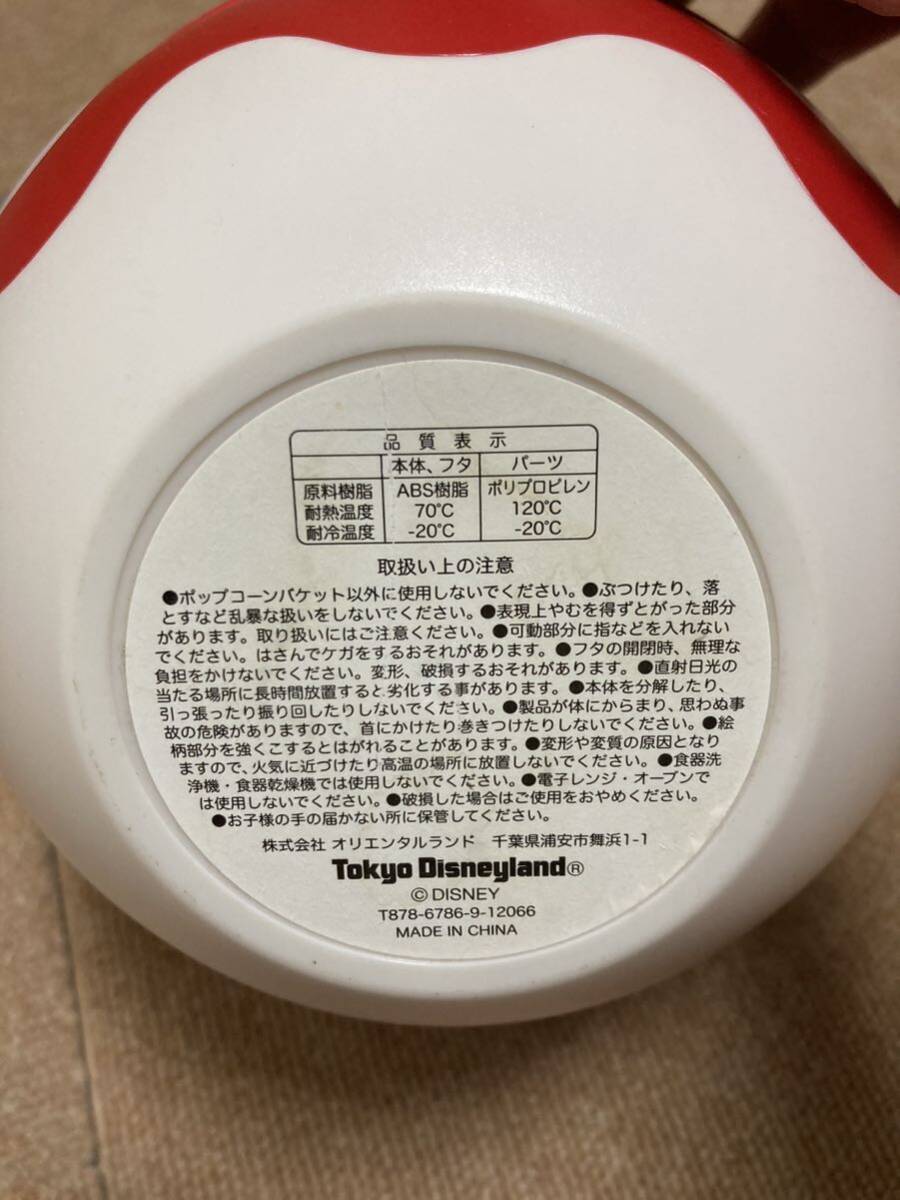 品質表示
本体、フタ パーツ
原料樹脂 ABS樹脂 ポリプロピレン
耐熱温度 70℃ 120℃
耐冷温度 -20℃ -20℃
取扱い上の注意
●ポップコーンバケット以外に使用しないでください。●ぶつけたり、落
とすなど乱暴な扱いをしないでください。●表現上やむを得ずとがった部分
があります。取り扱いにはご注意ください。●可動部分に指などを入れない
でください。はさんでケガをするおそれがあります。●フタの開閉時、無理な
負担をかけないでください。変形、破損するおそれがあります。●直射日光の
当たる場所に長時間放置すると劣化する事があります。●本体を分解したり、
引っ張ったり振り回したりしないでください。●製品が体にからまり、思わぬ事
故の危険がありますので、首にかけたり巻きつけたりしないでください。●絵
柄部分を強くこするとはがれることがあります。●変形や変質の原因となり
ますので、火気に近づけたり高温の場所に放置しないでください。●食器洗
浄機・食器乾燥機では使用しないでください。●電子レンジ・オーブンで
は使用しないでください。●破損した場合はご使用をおやめください。
●お子様の手の届かない所に保管してください。
株式会社 オリエンタルランド 千葉県浦安市舞浜1-1
Tokyo Disneyland®
© DISNEY
T878-6786-9-12066
MADE IN CHINA